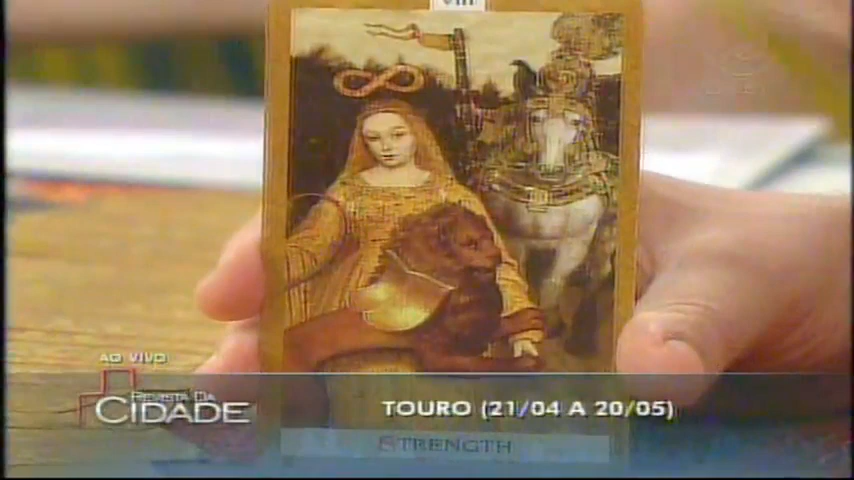 VIII
AO VIVO
REVISTA DA
CIDADE
TOURO (21/04 A 20/05)
STRENGTH